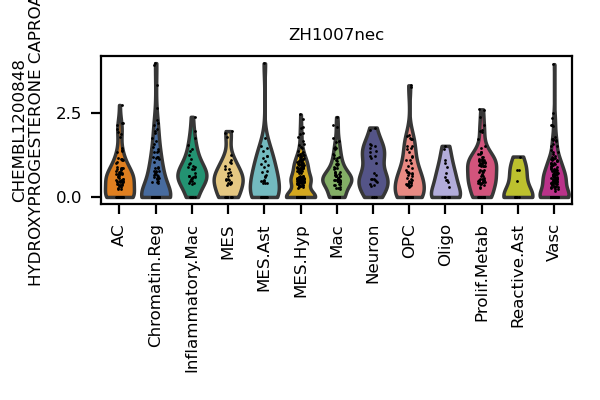 ZH1007nec
CHEMBL1200848
HYDROXYPROGESTERONE CAPROA
2.5
0.0
AC
Chromatin.Reg
Inflammatory.Mac
MES
MES.Ast
MES.Hyp
Mac
Neuron
OPC
Oligo
Prolif.Metab
Reactive.Ast
Vasc